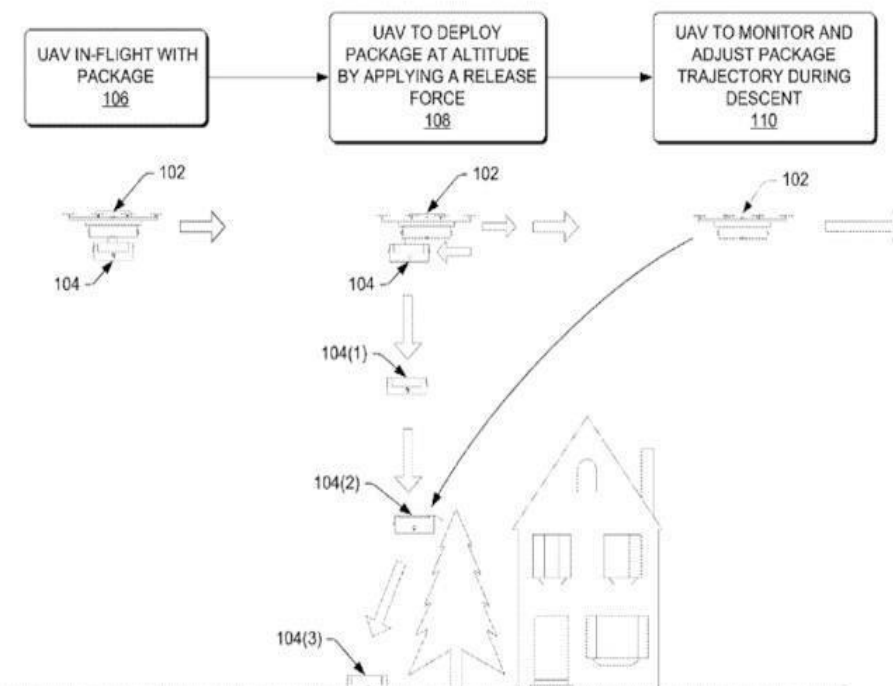 UAV IN-FLIGHT WITH
PACKAGE
106
UAV TO DEPLOY
PACKAGE AT ALTITUDE
BY APPLYING A RELEASE
FORCE
108
UAV TO MONITOR AND
ADJUST PACKAGE
TRAJECTORY DURING
DESCENT
110
102
102
102
104
104
104(1)
104(2)
104(3)